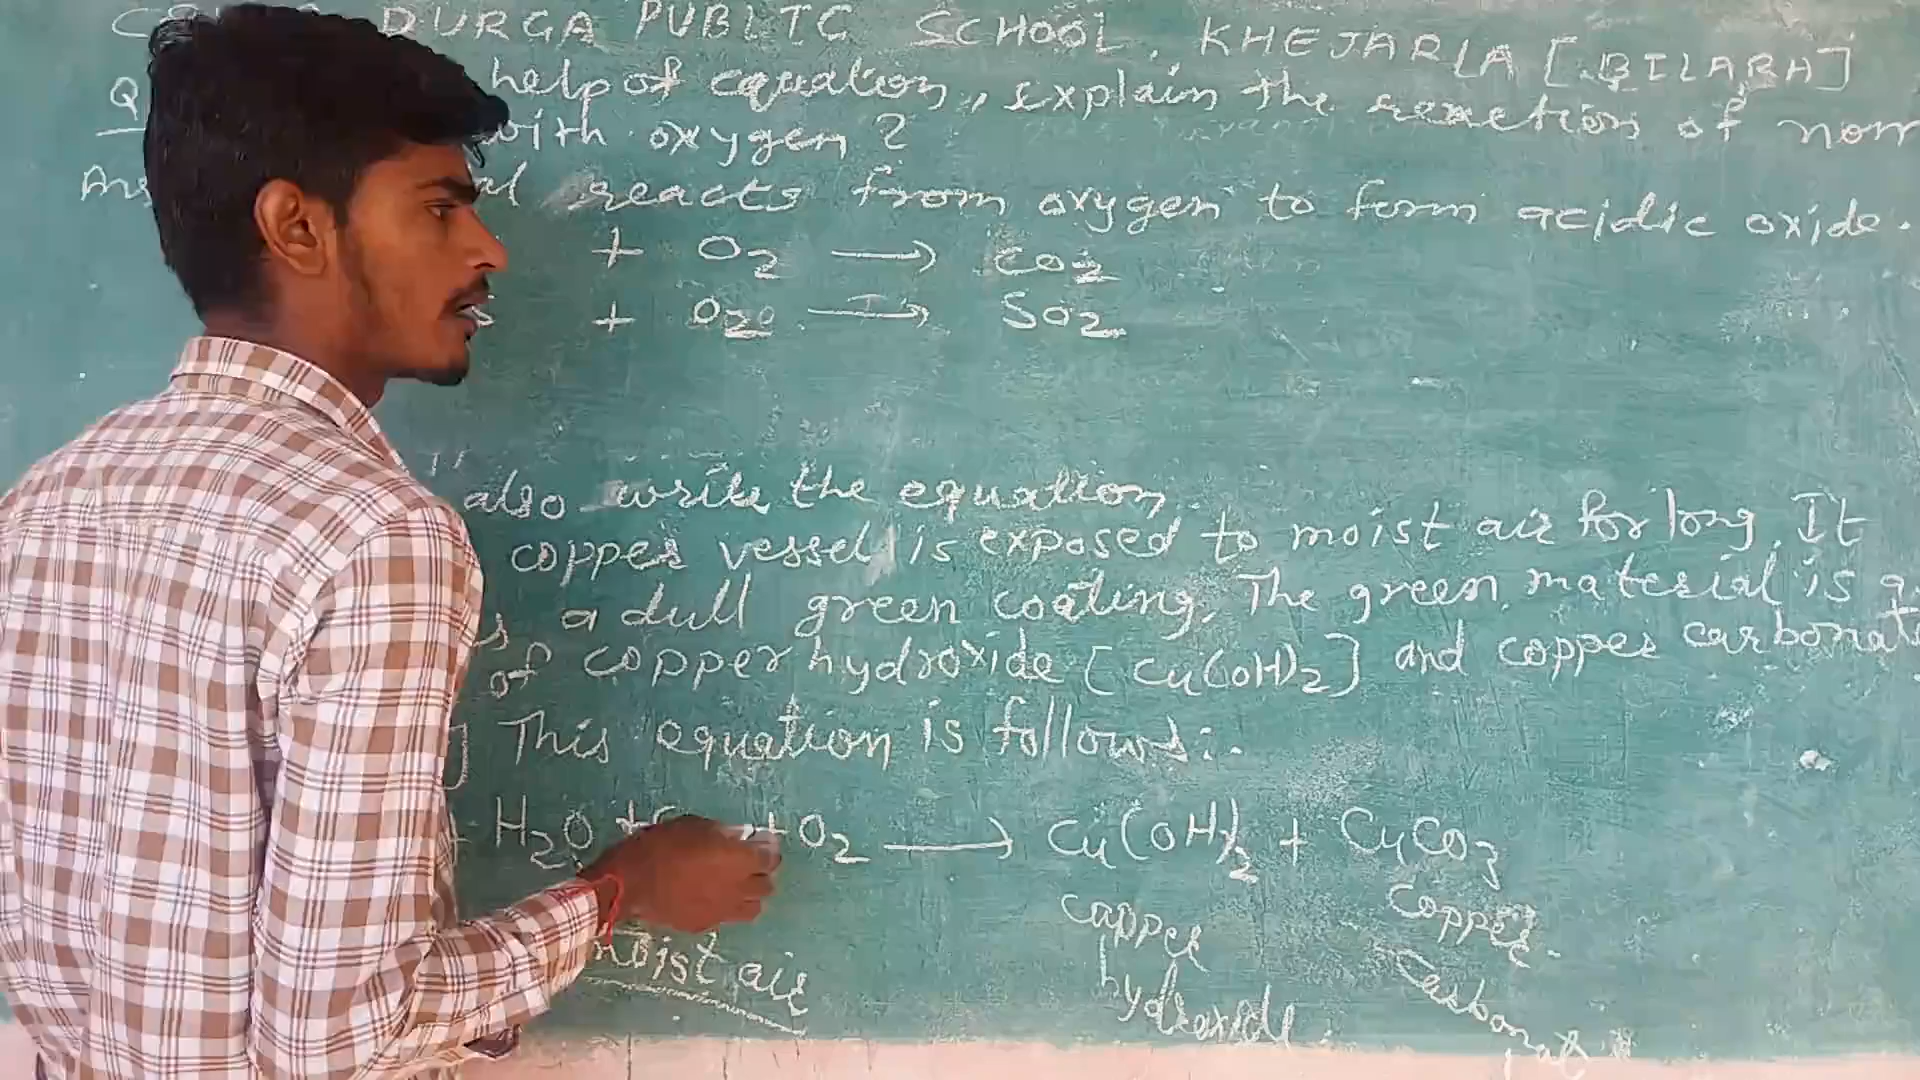 DURGA PUBLIC SCHOOL, KHEJARLA [BILARA]
Q help of equation, explain the reaction of non
with oxygen ?
Ans al reacts from oxygen to form acidic oxide.
+ O2 → CO2
S + O2 → SO2
also write the equation.
copper vessel is exposed to moist air for long. It
s a dull green coating, The green material is a
of copper hydroxide [Cu(OH)2] and copper carbonat
] This equation is follows:-
+ H2O + + O2 → Cu(OH)2 + CuCO3
moist air
copper hydroxide
Copper Carbonate